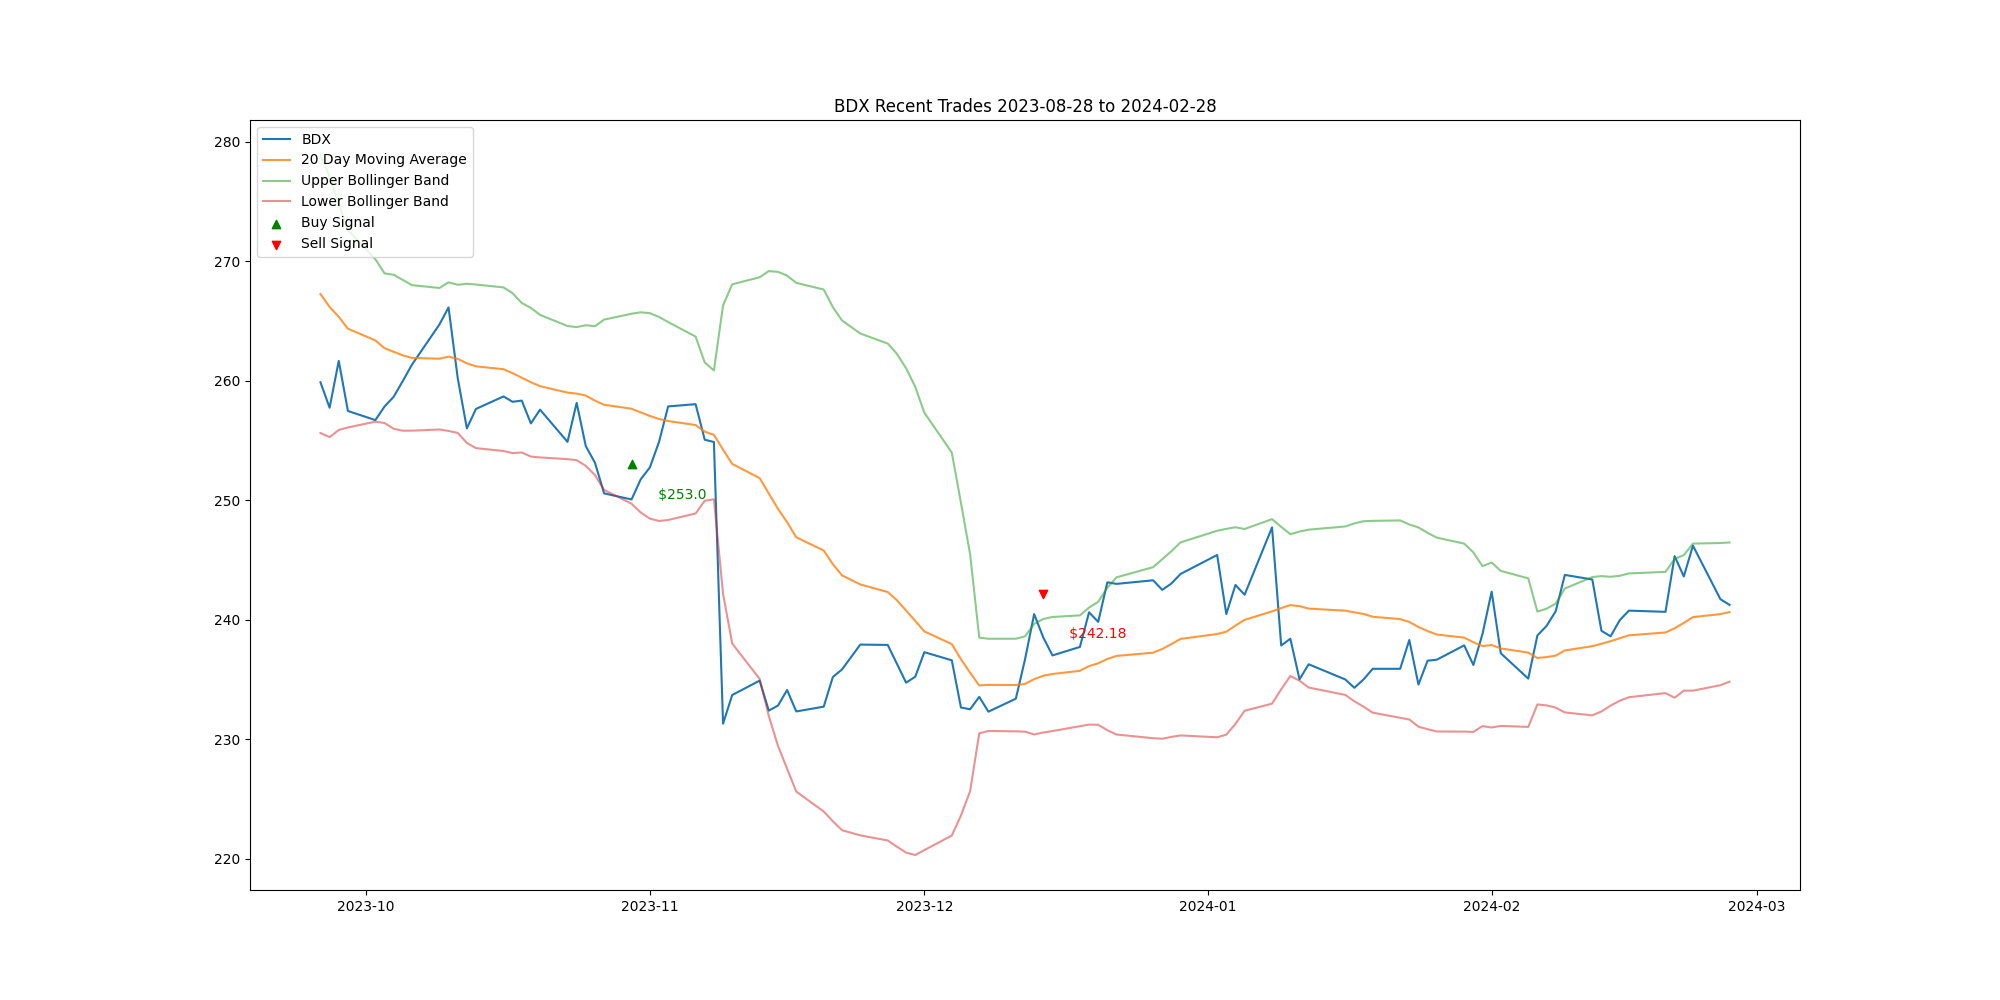 BDX Recent Trades 2023-08-28 to 2024-02-28
BDX
20 Day Moving Average
Upper Bollinger Band
Lower Bollinger Band
Buy Signal
Sell Signal
280
270
260
250
240
230
220
$253.0
$242.18
2023-10
2023-11
2023-12
2024-01
2024-02
2024-03